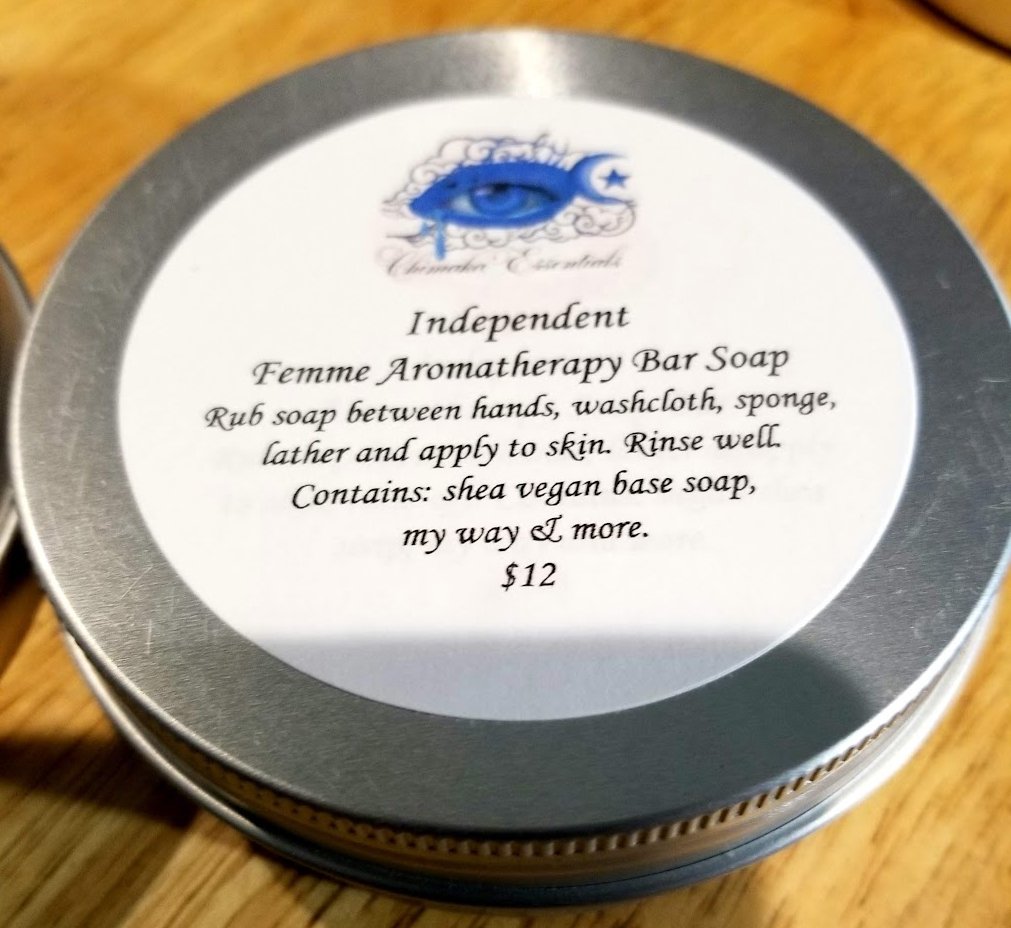 Essentials
Independent
Femme Aromatherapy Bar Soap
Rub soap between hands, washcloth, sponge,
lather and apply to skin. Rinse well.
Contains: shea vegan base soap,
my way & more.
$12